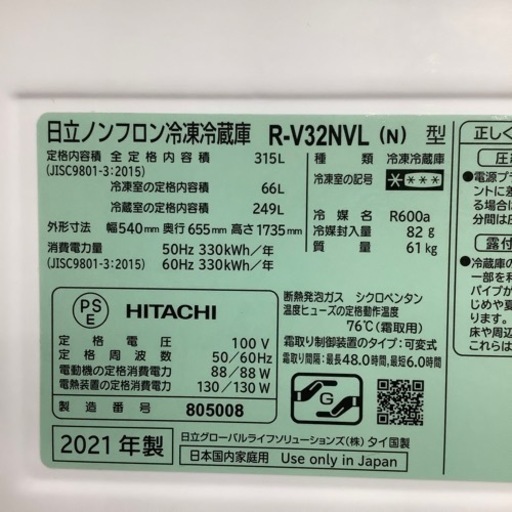 日立ノンフロン冷凍冷蔵庫 R-V32NVL (N) 型
定格内容積 全定格内容積 315L
(JISC9801-3:2015)
冷凍室の定格内容積 66L
冷蔵室の定格内容積 249L
外形寸法 幅540mm 奥行655mm 高さ1735mm
消費電力量 50Hz 330kWh/年
(JISC9801-3:2015) 60Hz 330kWh/年
種類 冷凍冷蔵庫
冷凍室の記号
冷媒名 R600a
冷媒封入量 82g
質量 61kg
PS
E
HITACHI
定格電圧 100V
定格周波数 50/60Hz
電動機の定格消費電力 88/88W
電熱装置の定格消費電力 130/130W
製造番号 805008
断熱発泡ガス シクロペンタン
温度ヒューズの定格動作温度
76℃(霜取用)
霜取り制御装置のタイプ:可変式
霜取り間隔:最長48.0時間,最短6.0時間
G
2021年製
日立グローバルライフソリューションズ(株) タイ国製
日本国内家庭用 Use only in Japan
正しく
圧縮
●電源プラ
ントに差
る場合は
分間は圧
露付
●冷蔵庫の
一部を利
パイプが
じめや夏
床や周辺
これらは